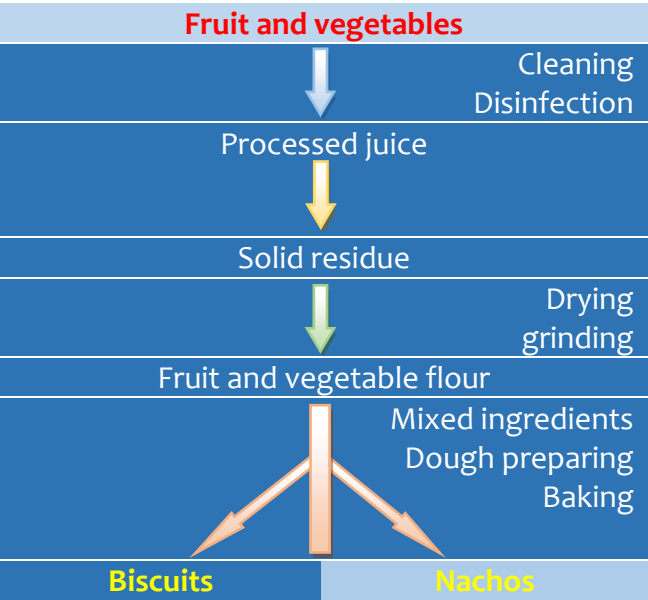 Fruit and vegetables
Cleaning
Disinfection
Processed juice
Solid residue
Drying
grinding
Fruit and vegetable flour
Mixed ingredients
Dough preparing
Baking
Biscuits
Nachos